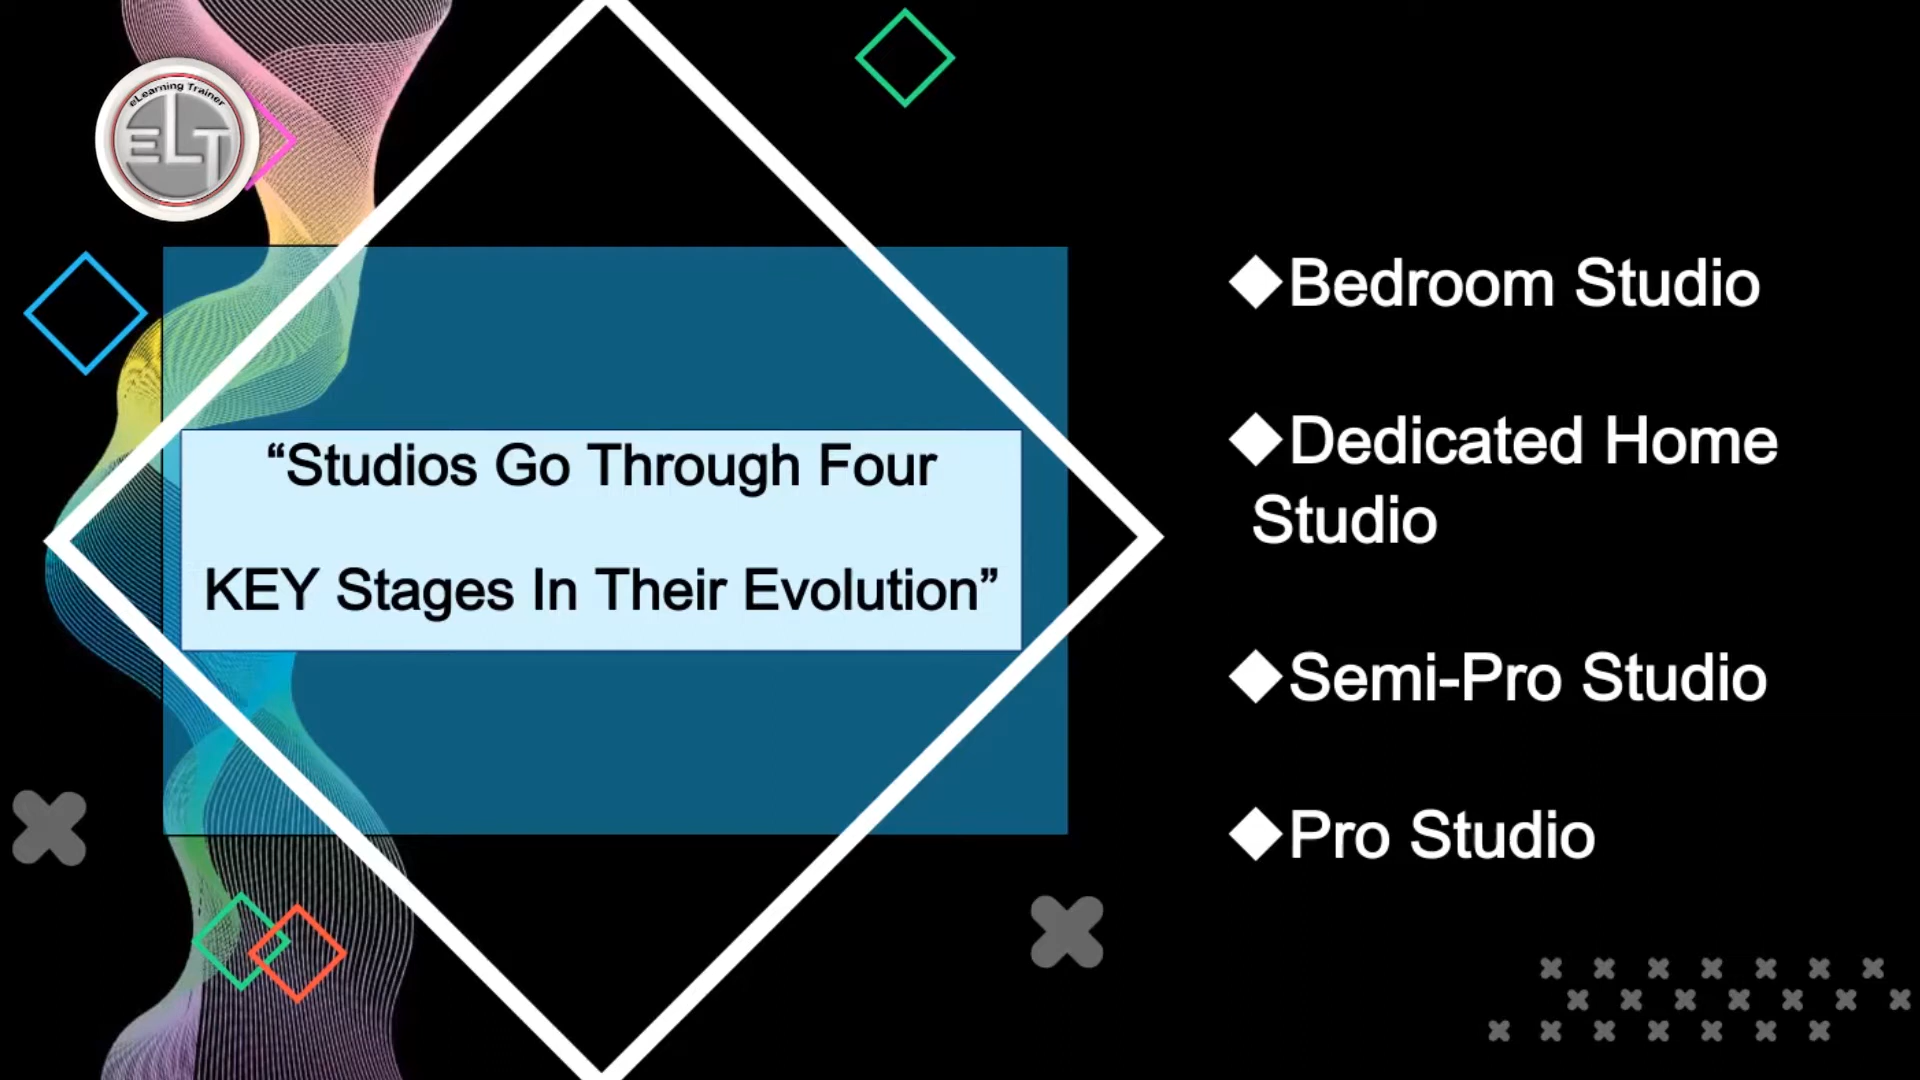 eLearning Trainer
ELT
“Studios Go Through Four
KEY Stages In Their Evolution”
◆Bedroom Studio
◆Dedicated Home
Studio
◆Semi-Pro Studio
◆Pro Studio